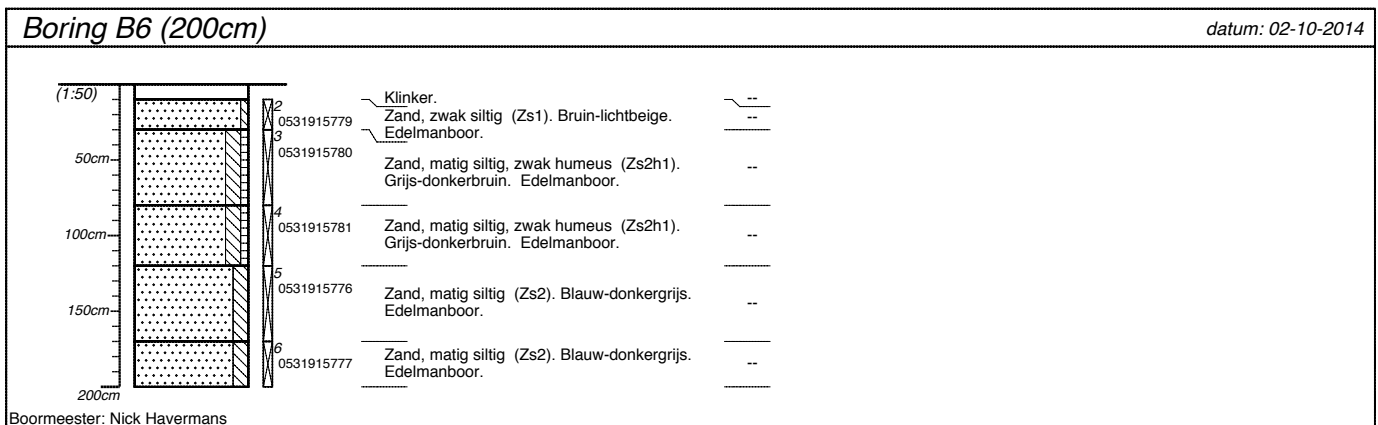 Boring B6 (200cm)
datum: 02-10-2014
(1:50)
50cm
100cm
150cm
200cm
2
0531915779
3
0531915780
4
0531915781
5
0531915776
6
0531915777
Klinker.
--
Zand, zwak siltig (Zs1). Bruin-lichtbeige.
--
Edelmanboor.
Zand, matig siltig, zwak humeus (Zs2h1).
--
Grijs-donkerbruin. Edelmanboor.
Zand, matig siltig, zwak humeus (Zs2h1).
--
Grijs-donkerbruin. Edelmanboor.
Zand, matig siltig (Zs2). Blauw-donkergrijs.
--
Edelmanboor.
Zand, matig siltig (Zs2). Blauw-donkergrijs.
--
Edelmanboor.
Boormeester: Nick Havermans